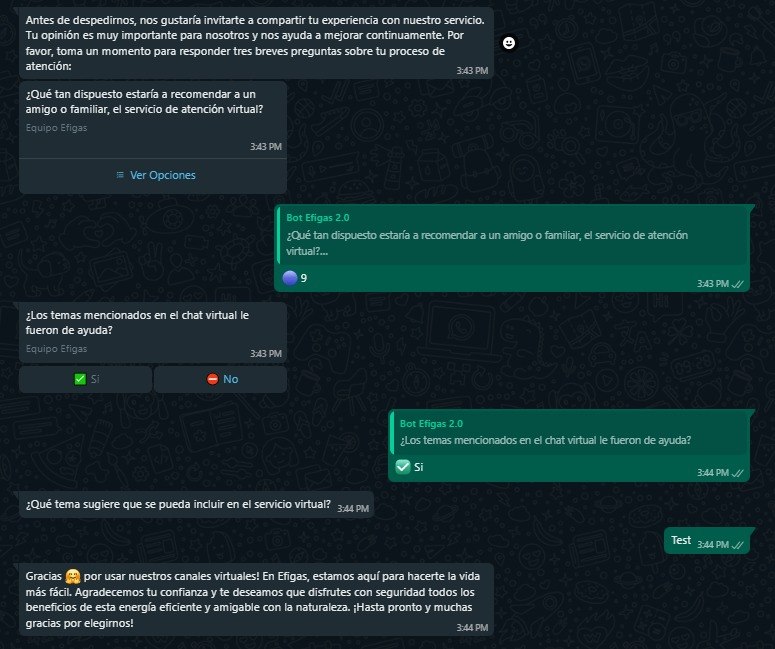 Antes de despedirnos, nos gustaría invitarte a compartir tu experiencia con nuestro servicio.
Tu opinión es muy importante para nosotros y nos ayuda a mejorar continuamente. Por
favor, toma un momento para responder tres breves preguntas sobre tu proceso de
atención:
3:43 PM
¿Qué tan dispuesto estaría a recomendar a un
amigo o familiar, el servicio de atención virtual?
Equipo Efigas
3:43 PM
Ver Opciones
Bot Efigas 2.0
¿Qué tan dispuesto estaría a recomendar a un amigo o familiar, el servicio de atención
virtual?...
9
3:43 PM
¿Los temas mencionados en el chat virtual le
fueron de ayuda?
Equipo Efigas
3:43 PM
✅ Si
⛔ No
Bot Efigas 2.0
¿Los temas mencionados en el chat virtual le fueron de ayuda?
✅ Si
3:44 PM
¿Qué tema sugiere que se pueda incluir en el servicio virtual? 3:44 PM
Test 3:44 PM
Gracias 🤗 por usar nuestros canales virtuales! En Efigas, estamos aquí para hacerte la vida
más fácil. Agradecemos tu confianza y te deseamos que disfrutes con seguridad todos los
beneficios de esta energía eficiente y amigable con la naturaleza. ¡Hasta pronto y muchas
gracias por elegirnos!
3:44 PM